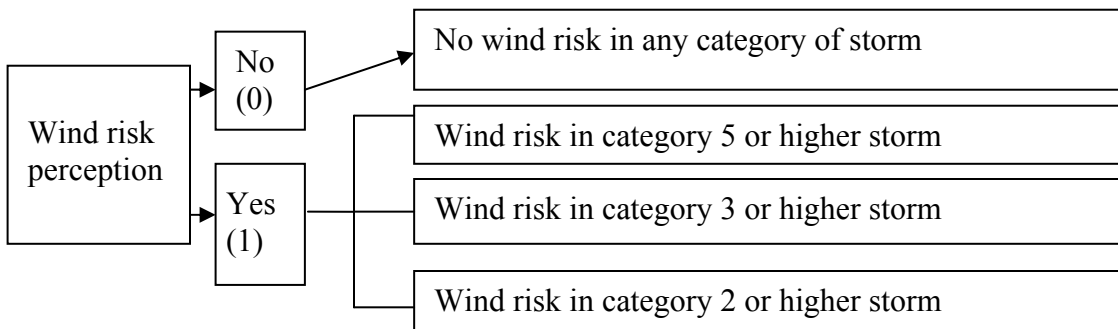 Wind risk
perception
No
(0)
Yes
(1)
No wind risk in any category of storm
Wind risk in category 5 or higher storm
Wind risk in category 3 or higher storm
Wind risk in category 2 or higher storm